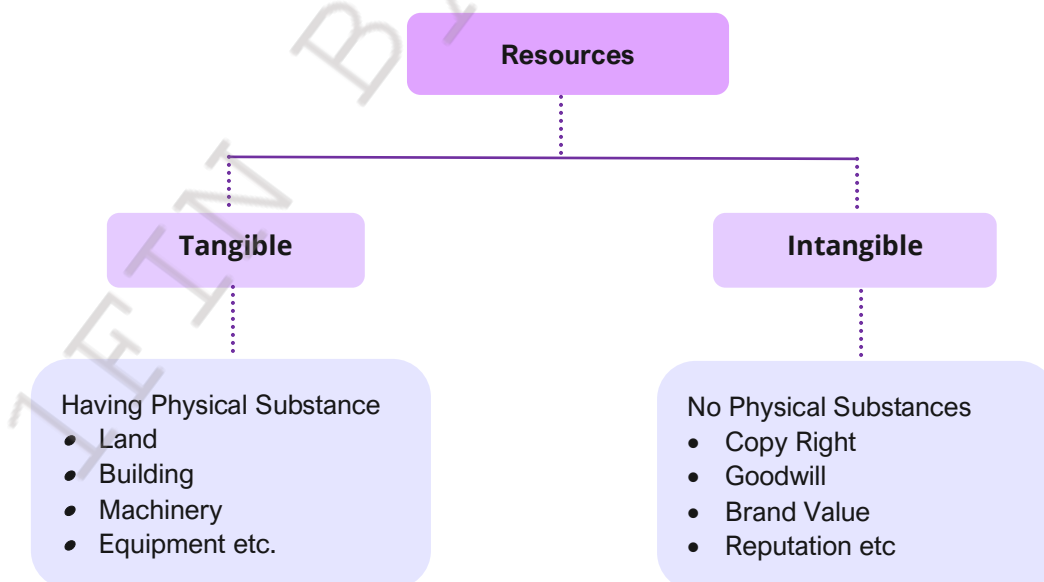 Resources
Tangible
Intangible
Having Physical Substance
• Land
• Building
• Machinery
• Equipment etc.
No Physical Substances
• Copy Right
• Goodwill
• Brand Value
• Reputation etc
1FIN B